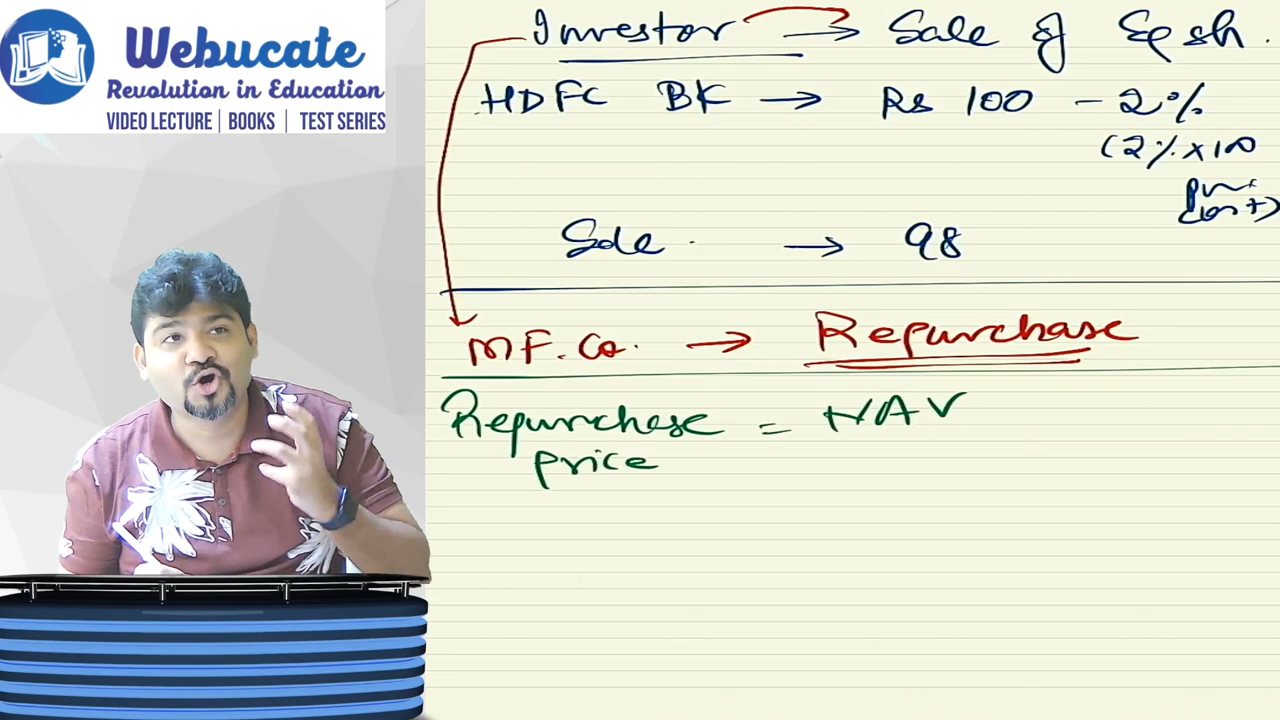 Webucate
Revolution in Education
VIDEO LECTURE | BOOKS | TEST SERIES
Investor → Sale of Eq sh.
HDFC BK → Rs 100 - 2%
(2% x 100
cost)
Sale → 98
MF. Co. → Repurchase
Repurchase = NAV
price